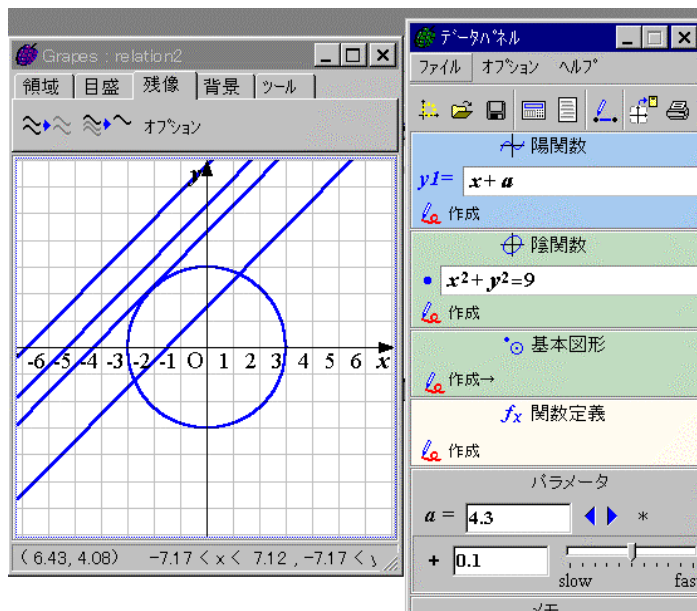 Grapes : relation2
領域 目盛 残像 背景 ツール
オプション
y
-6 -5 -4 -3 -2 -1 O 1 2 3 4 5 6 x
( 6.43, 4.08) -7.17 < x < 7.12 , -7.17 < y
データパネル
ファイル オプション ヘルプ
陽関数
y1= x+ a
作成
陰関数
x²+ y²=9
作成
基本図形
作成→
fx 関数定義
作成
パラメータ
a = 4.3 *
+ 0.1
slow fas